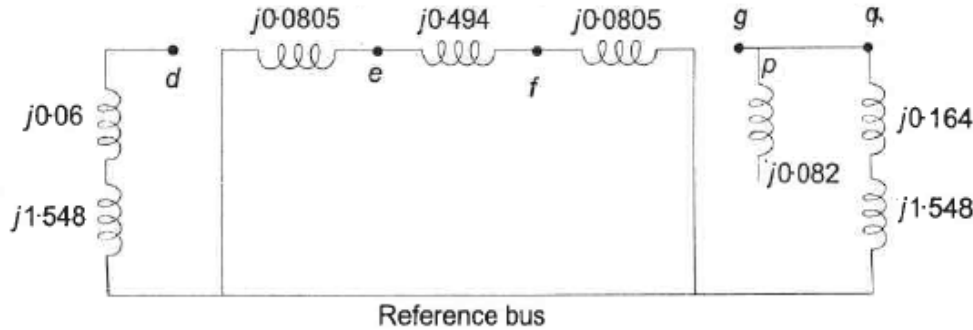 j0·0805 j0·494 j0·0805
g q
d e f p
j0·06 j0·164
j0·082
j1·548 j1·548
Reference bus